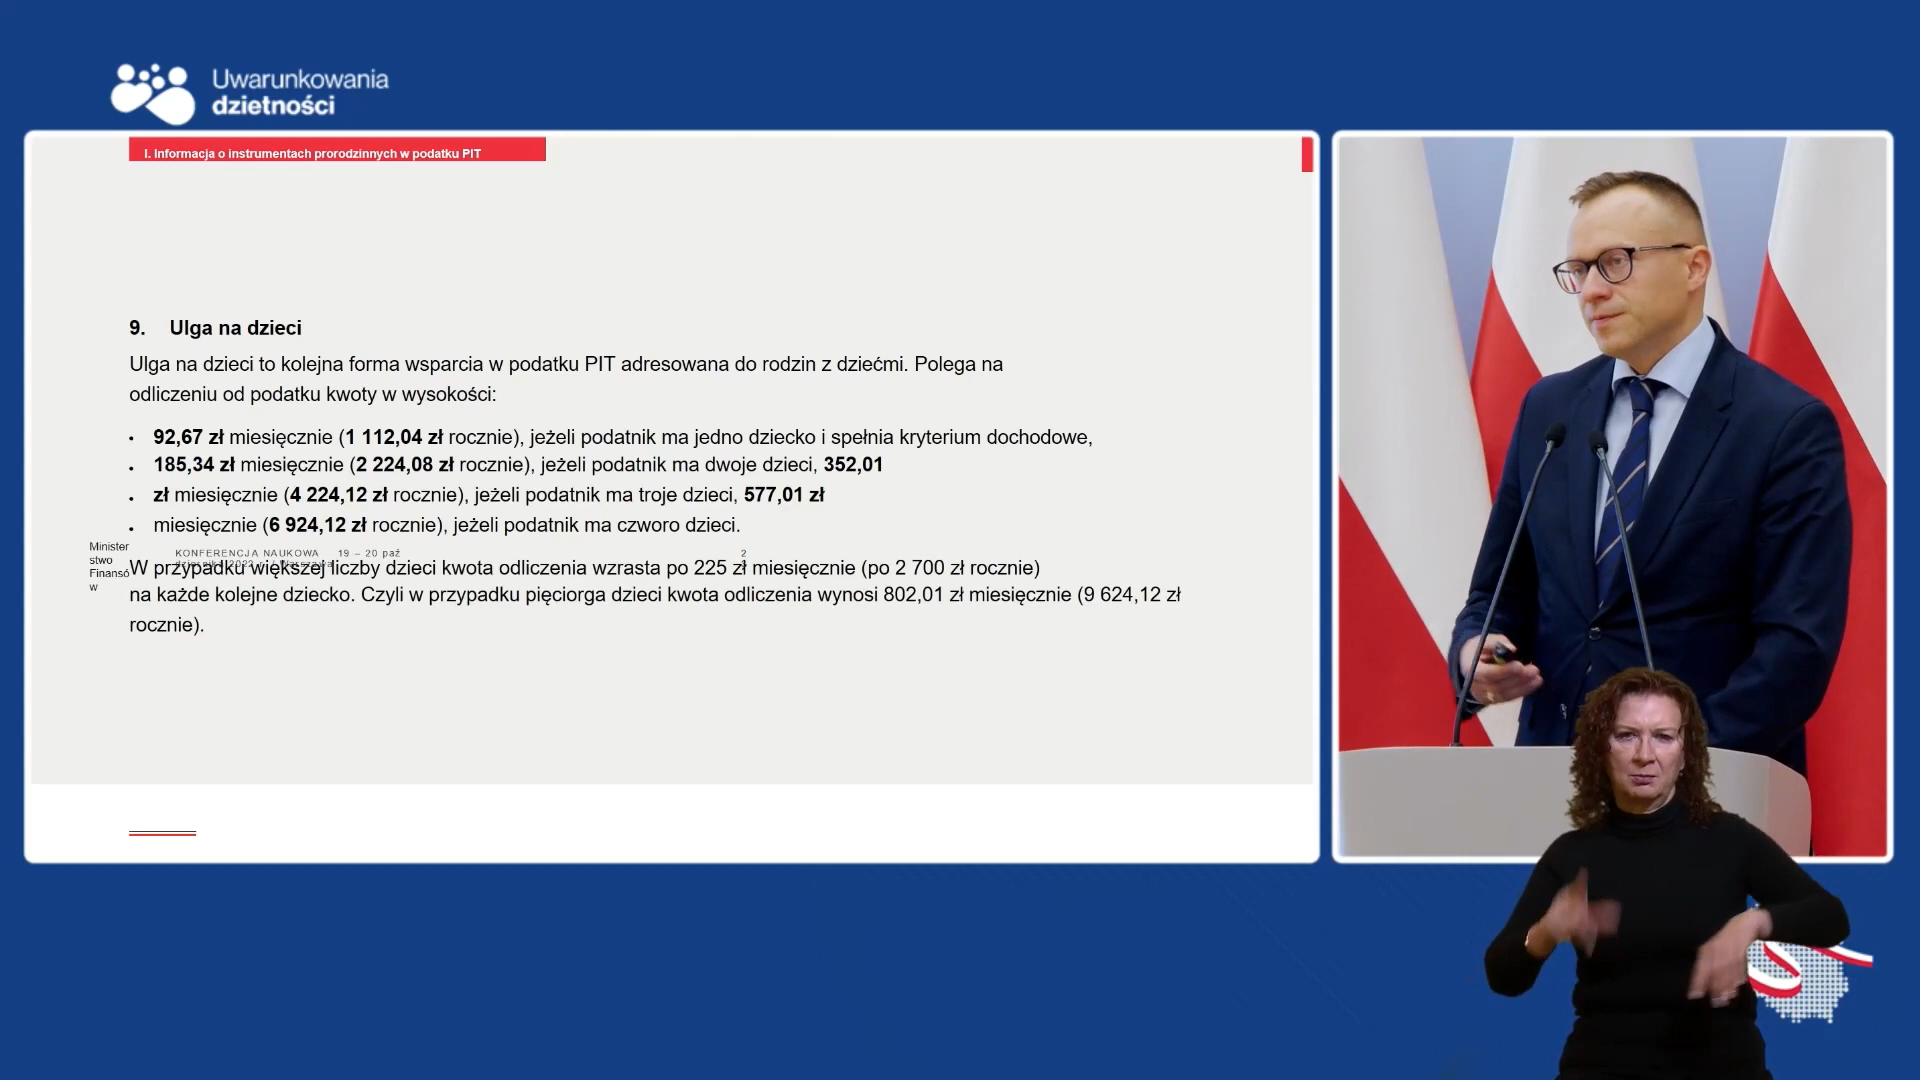 Uwarunkowania
dzietności
I. Informacja o instrumentach prorodzinnych w podatku PIT
9. Ulga na dzieci
Ulga na dzieci to kolejna forma wsparcia w podatku PIT adresowana do rodzin z dziećmi. Polega na
odliczeniu od podatku kwoty w wysokości:
• 92,67 zł miesięcznie (1 112,04 zł rocznie), jeżeli podatnik ma jedno dziecko i spełnia kryterium dochodowe,
• 185,34 zł miesięcznie (2 224,08 zł rocznie), jeżeli podatnik ma dwoje dzieci, 352,01
• zł miesięcznie (4 224,12 zł rocznie), jeżeli podatnik ma troje dzieci, 577,01 zł
• miesięcznie (6 924,12 zł rocznie), jeżeli podatnik ma czworo dzieci.
Minister
stwo
Finansó
w
KONFERENCJA NAUKOWA 19 – 20 paź
2
W przypadku większej liczby dzieci kwota odliczenia wzrasta po 225 zł miesięcznie (po 2 700 zł rocznie)
na każde kolejne dziecko. Czyli w przypadku pięciorga dzieci kwota odliczenia wynosi 802,01 zł miesięcznie (9 624,12 zł
rocznie).